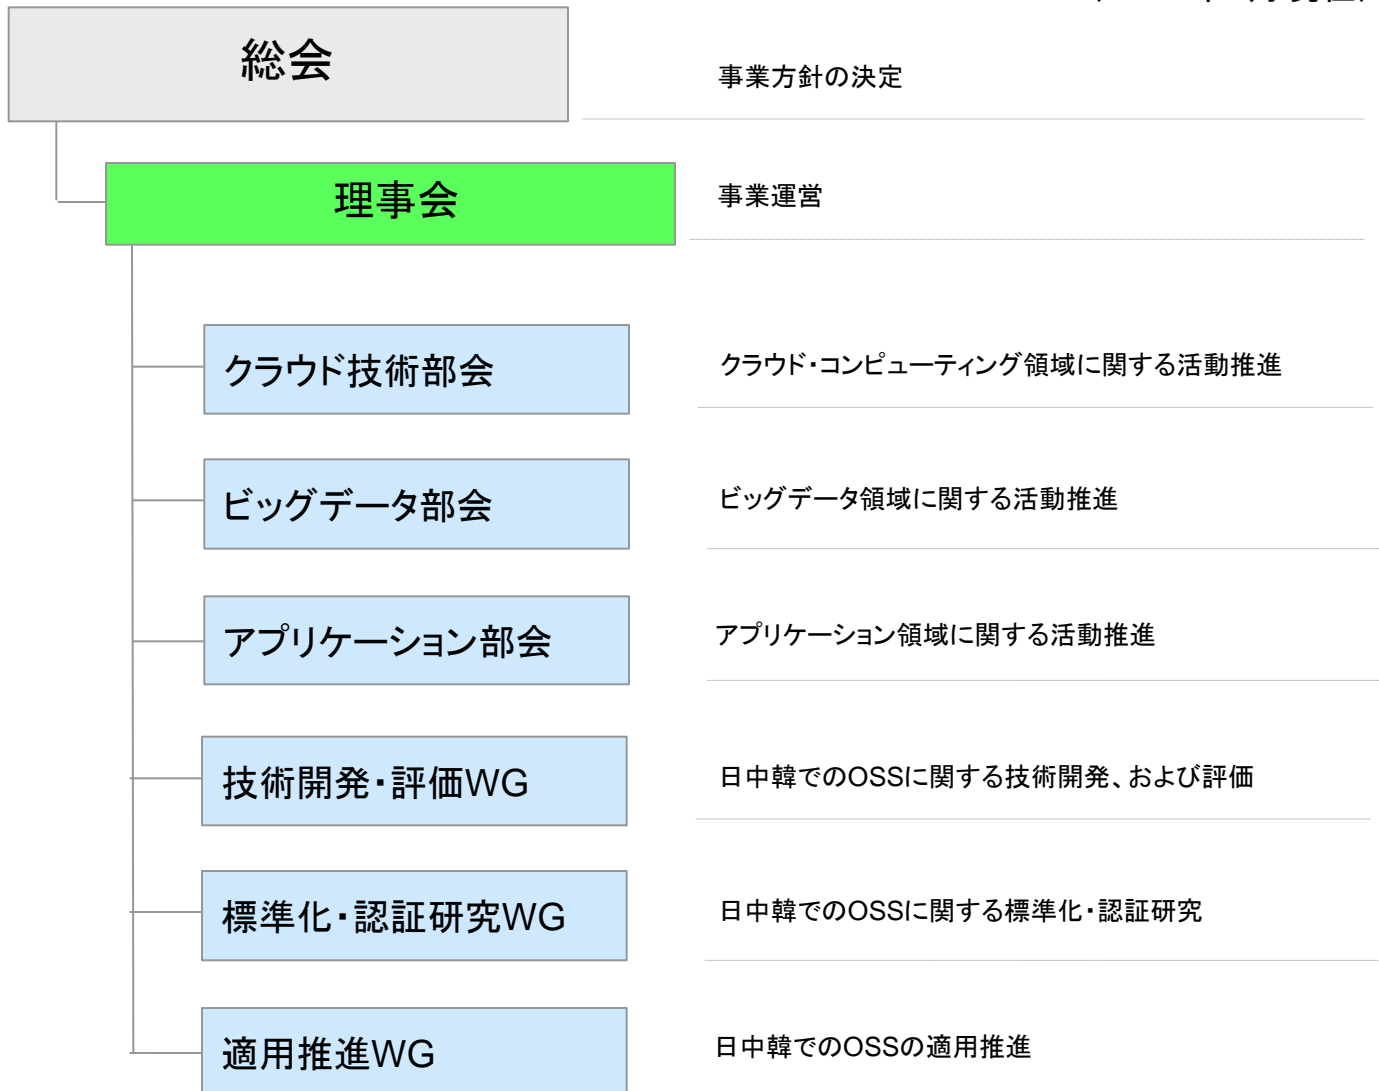 総会
事業方針の決定
理事会
事業運営
クラウド技術部会
クラウド・コンピューティング領域に関する活動推進
ビッグデータ部会
ビッグデータ領域に関する活動推進
アプリケーション部会
アプリケーション領域に関する活動推進
技術開発・評価WG
日中韓でのOSSに関する技術開発、および評価
標準化・認証研究WG
日中韓でのOSSに関する標準化・認証研究
適用推進WG
日中韓でのOSSの適用推進